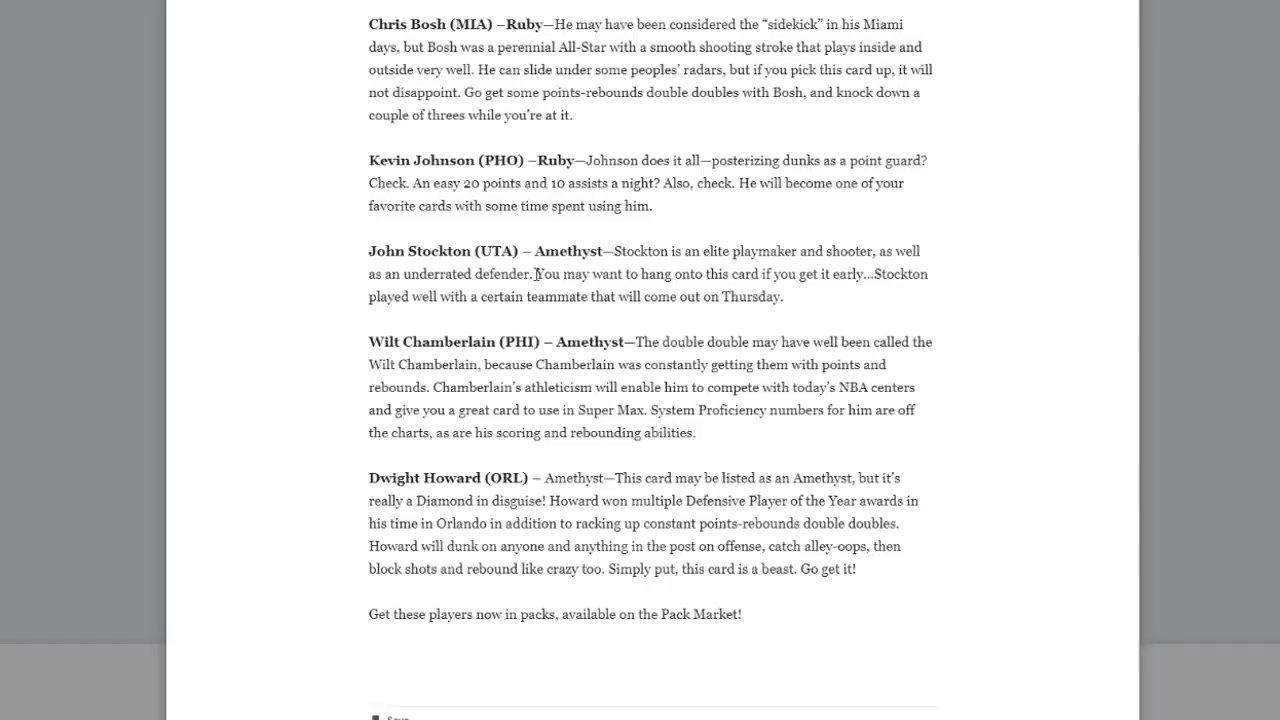 Chris Bosh (MIA) –Ruby—He may have been considered the “sidekick” in his Miami
days, but Bosh was a perennial All-Star with a smooth shooting stroke that plays inside and
outside very well. He can slide under some peoples’ radars, but if you pick this card up, it will
not disappoint. Go get some points-rebounds double doubles with Bosh, and knock down a
couple of threes while you’re at it.
Kevin Johnson (PHO) –Ruby—Johnson does it all—posterizing dunks as a point guard?
Check. An easy 20 points and 10 assists a night? Also, check. He will become one of your
favorite cards with some time spent using him.
John Stockton (UTA) – Amethyst—Stockton is an elite playmaker and shooter, as well
as an underrated defender. You may want to hang onto this card if you get it early...Stockton
played well with a certain teammate that will come out on Thursday.
Wilt Chamberlain (PHI) – Amethyst—The double double may have well been called the
Wilt Chamberlain, because Chamberlain was constantly getting them with points and
rebounds. Chamberlain’s athleticism will enable him to compete with today’s NBA centers
and give you a great card to use in Super Max. System Proficiency numbers for him are off
the charts, as are his scoring and rebounding abilities.
Dwight Howard (ORL) – Amethyst—This card may be listed as an Amethyst, but it’s
really a Diamond in disguise! Howard won multiple Defensive Player of the Year awards in
his time in Orlando in addition to racking up constant points-rebounds double doubles.
Howard will dunk on anyone and anything in the post on offense, catch alley-oops, then
block shots and rebound like crazy too. Simply put, this card is a beast. Go get it!
Get these players now in packs, available on the Pack Market!